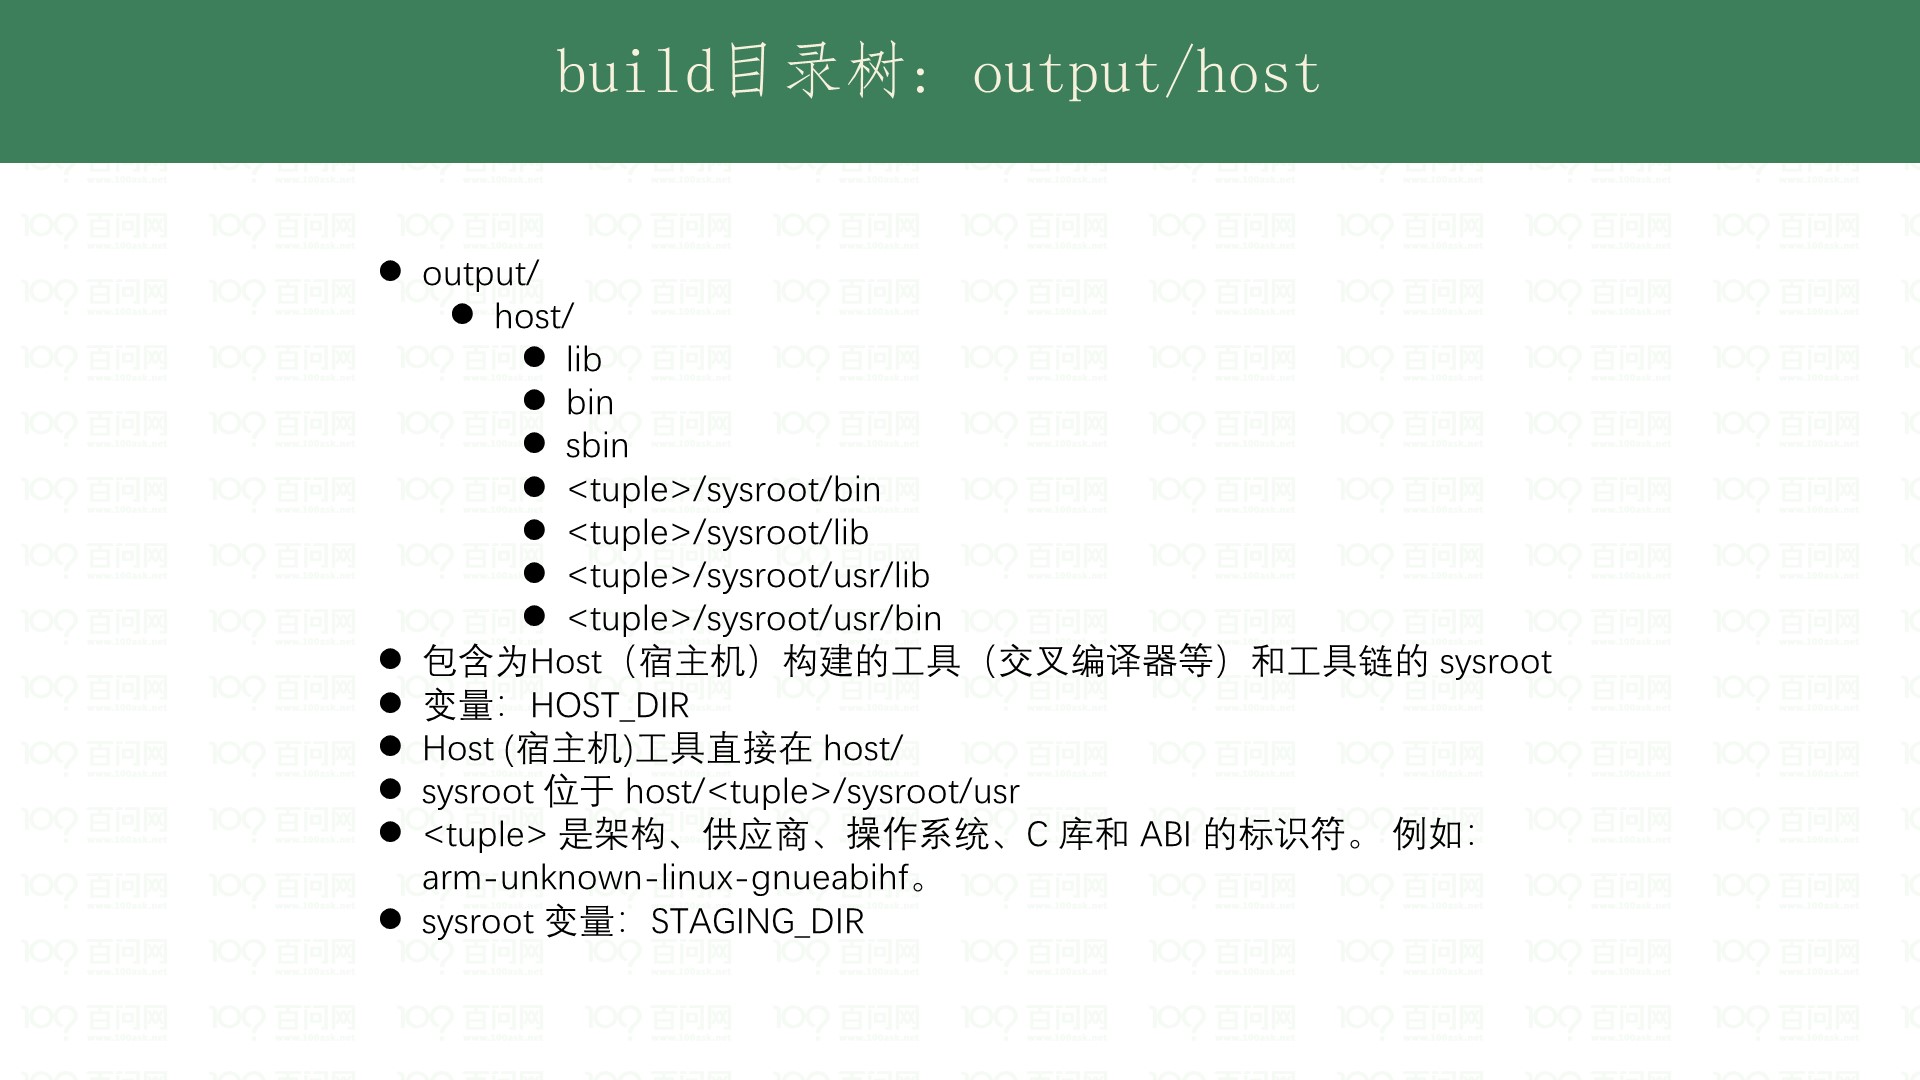 build目录树：output/host
output/
host/
lib
bin
sbin
<tuple>/sysroot/bin
<tuple>/sysroot/lib
<tuple>/sysroot/usr/lib
<tuple>/sysroot/usr/bin
包含为Host（宿主机）构建的工具（交叉编译器等）和工具链的 sysroot
变量：HOST_DIR
Host (宿主机)工具直接在 host/
sysroot 位于 host/<tuple>/sysroot/usr
<tuple> 是架构、供应商、操作系统、C 库和 ABI 的标识符。 例如：
arm-unknown-linux-gnueabihf。
sysroot 变量：STAGING_DIR